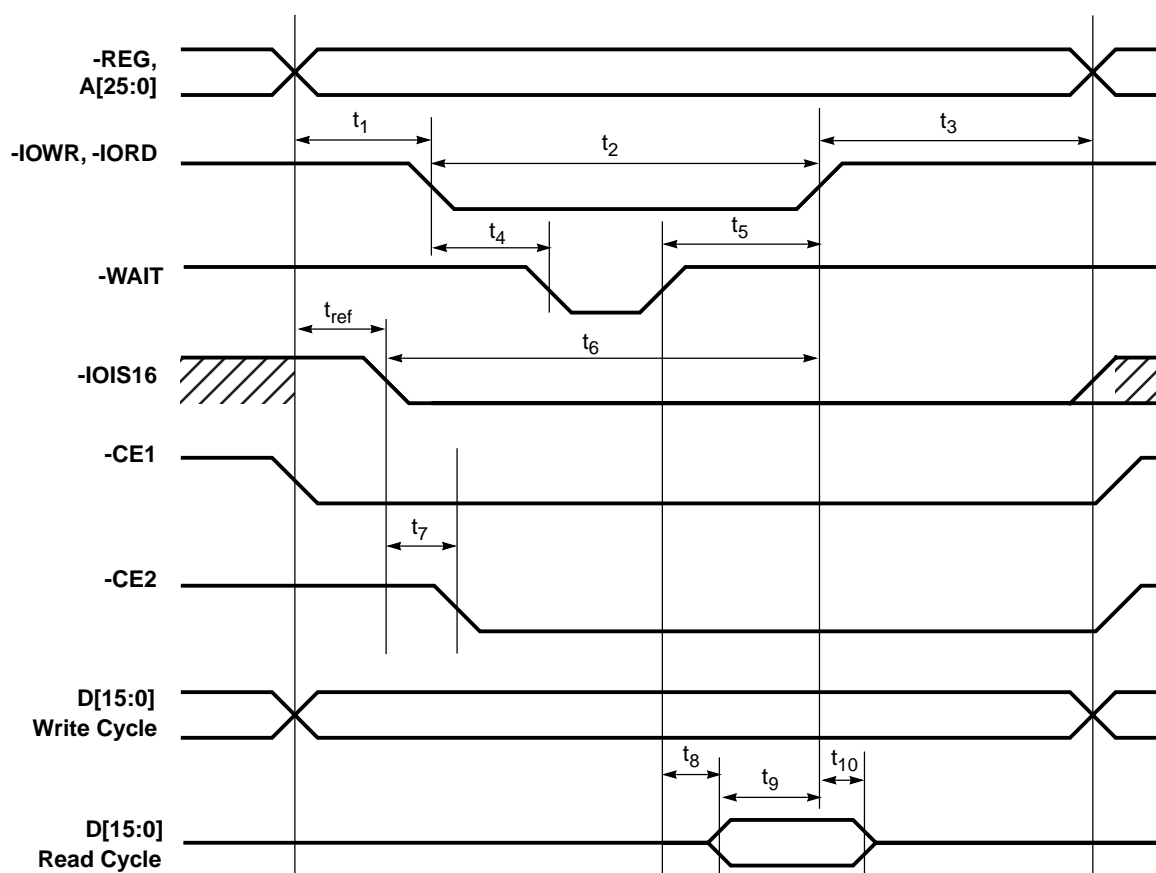 -REG,
A[25:0]
t1
t3
-IOWR, -IORD
t2
t4
t5
-WAIT
tref
t6
-IOIS16
-CE1
t7
-CE2
D[15:0]
Write Cycle
t8
t9
t10
D[15:0]
Read Cycle